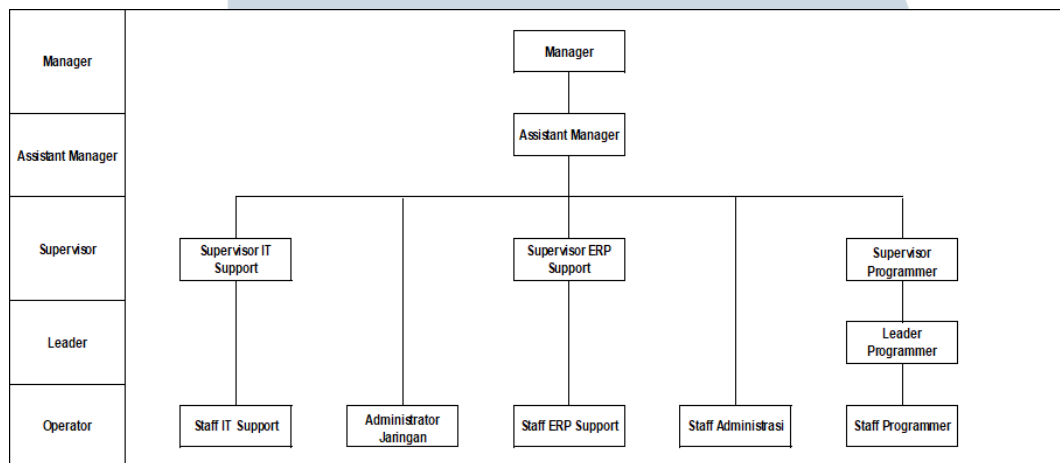 Manager
Manager
Assistant Manager
Assistant Manager
Supervisor
Supervisor IT
Support
Supervisor ERP
Support
Supervisor
Programmer
Leader
Leader
Programmer
Operator
Staff IT Support
Administrator
Jaringan
Staff ERP Support
Staff Administrasi
Staff Programmer